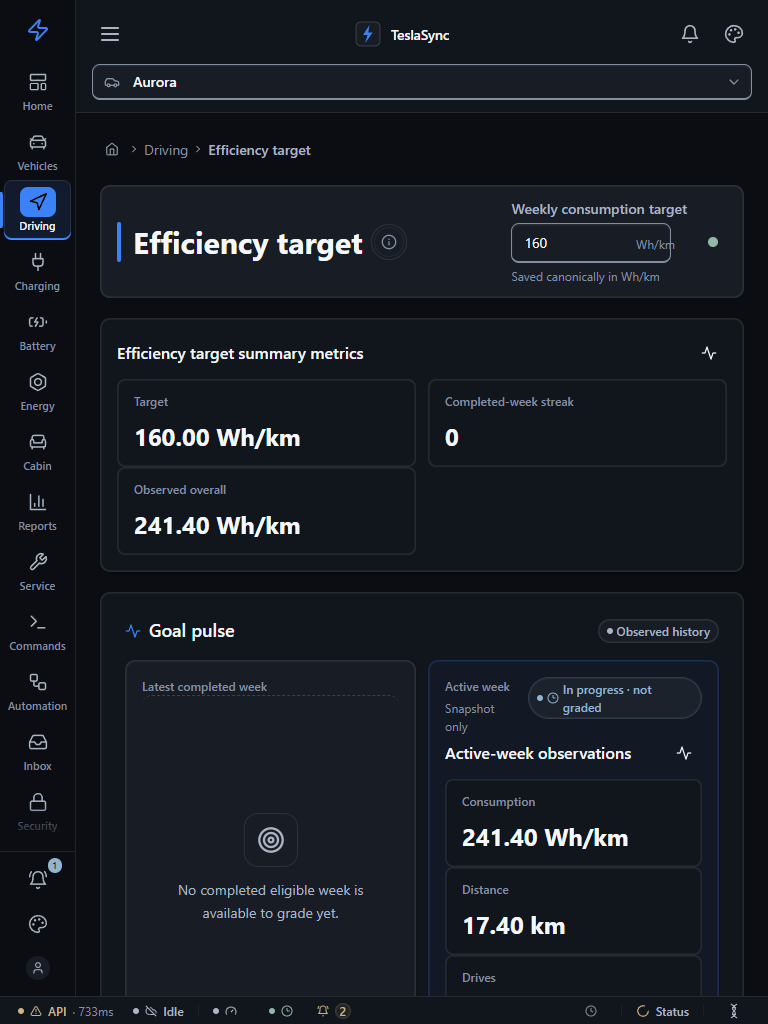 TeslaSync
Aurora
Home
Vehicles
Driving
Charging
Battery
Energy
Cabin
Reports
Service
Commands
Automation
Inbox
Security
1
Driving
Efficiency target
Efficiency target
Weekly consumption target
160 Wh/km
Saved canonically in Wh/km
Efficiency target summary metrics
Target
160.00 Wh/km
Completed-week streak
0
Observed overall
241.40 Wh/km
Goal pulse
Observed history
Latest completed week
No completed eligible week is
available to grade yet.
Active week
Snapshot
only
In progress · not
graded
Active-week observations
Consumption
241.40 Wh/km
Distance
17.40 km
Drives
API · 733ms
Idle
2
Status